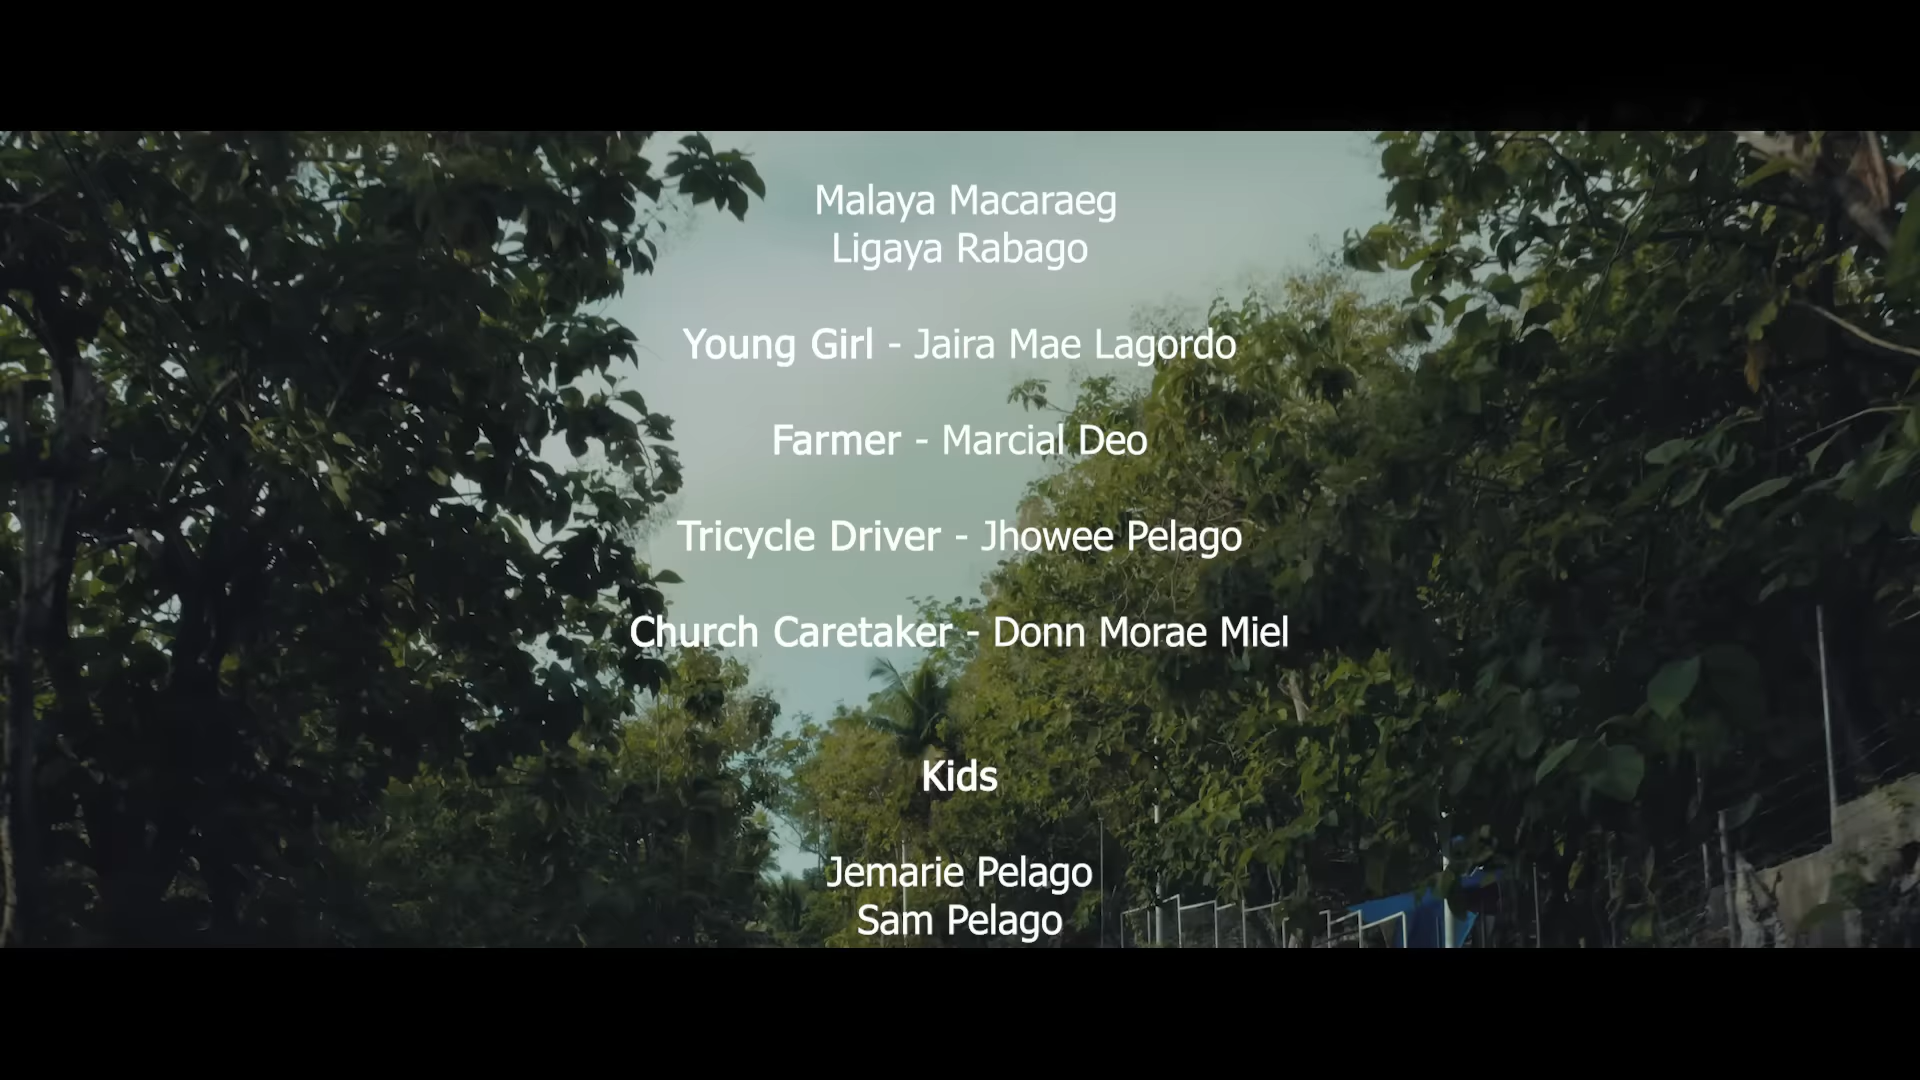 Malaya Macaraeg
Ligaya Rabago
Young Girl - Jaira Mae Lagordo
Farmer - Marcial Deo
Tricycle Driver - Jhowee Pelago
Church Caretaker - Donn Morae Miel
Kids
Jemarie Pelago
Sam Pelago